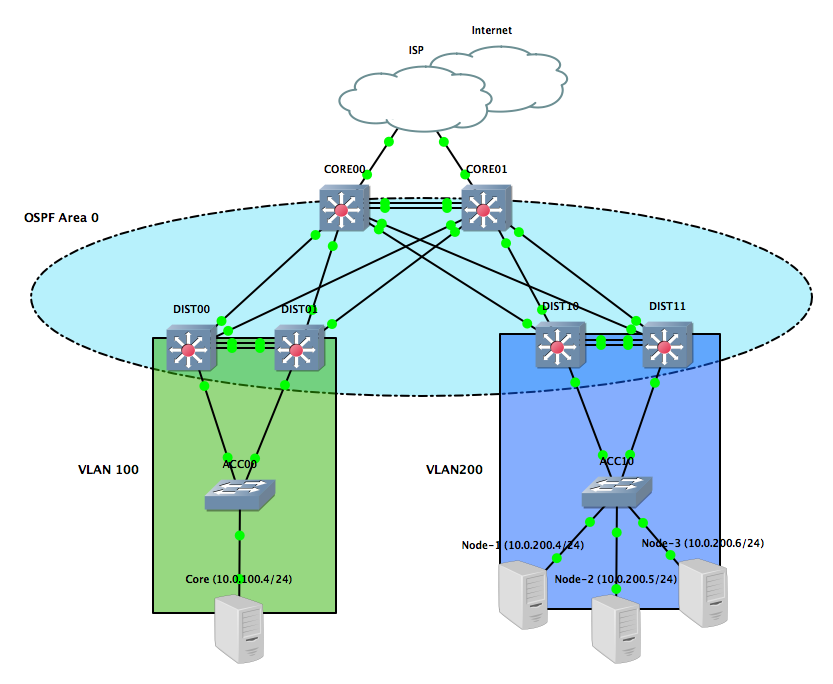 Internet
ISP
CORE00
CORE01
OSPF Area 0
DIST00
DIST01
DIST10
DIST11
VLAN 100
ACC00
VLAN200
ACC10
Node-1 (10.0.200.4/24)
Node-3 (10.0.200.6/24)
Core (10.0.100.4/24)
Node-2 (10.0.200.5/24)